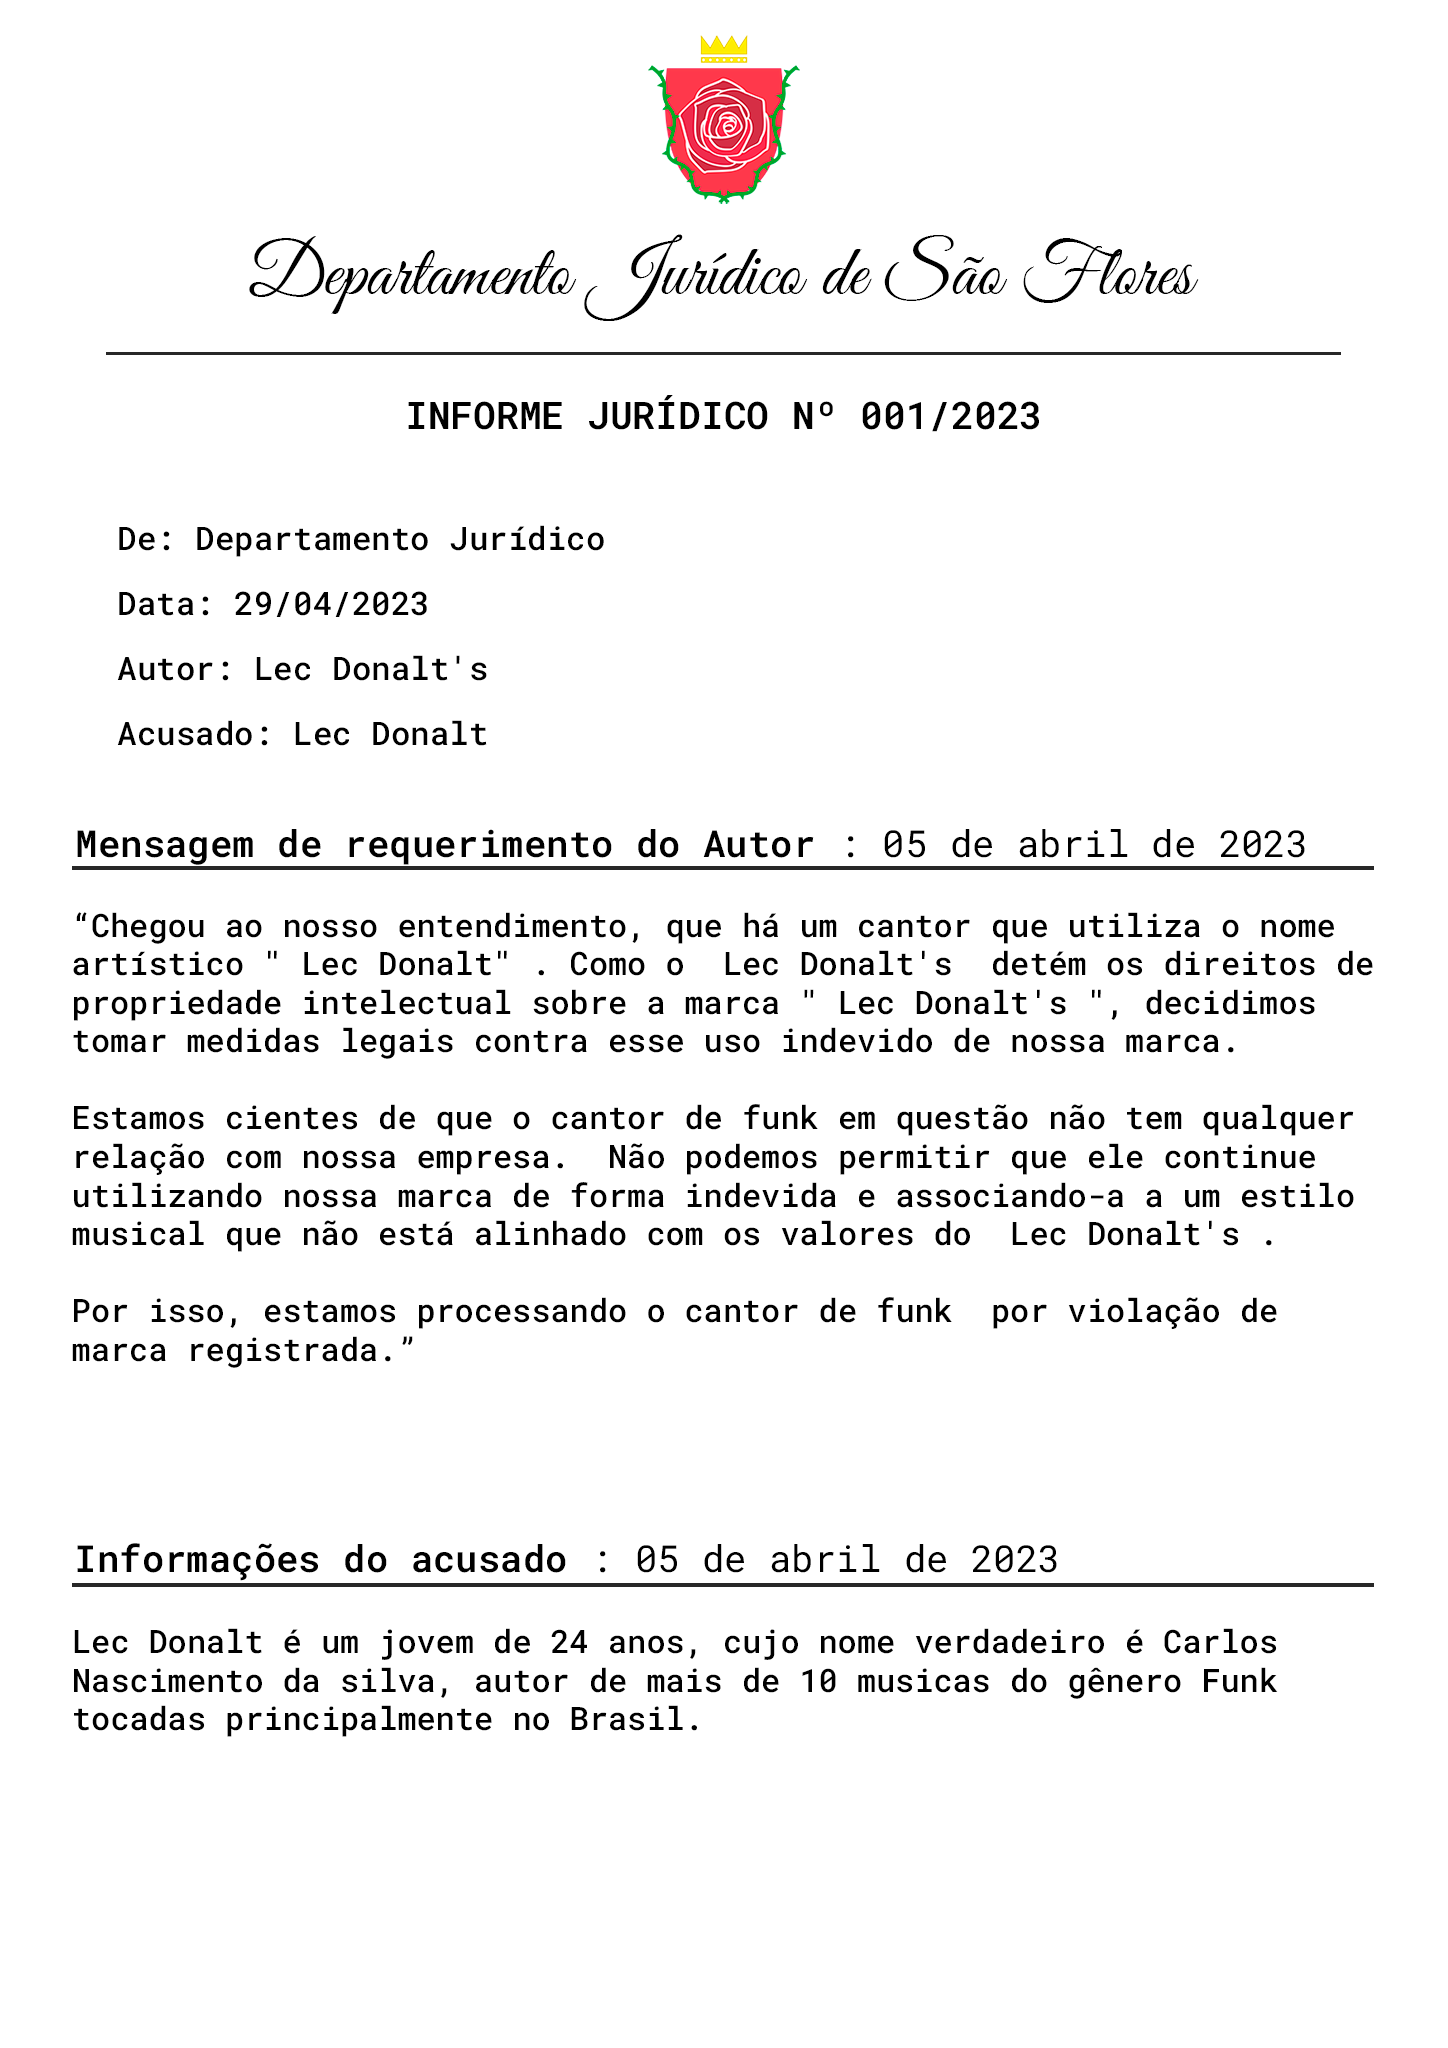 Departamento Jurídico de São Flores
INFORME JURÍDICO Nº 001/2023
De: Departamento Jurídico
Data: 29/04/2023
Autor: Lec Donalt's
Acusado: Lec Donalt
Mensagem de requerimento do Autor : 05 de abril de 2023
“Chegou ao nosso entendimento, que há um cantor que utiliza o nome
artístico " Lec Donalt" . Como o  Lec Donalt's  detém os direitos de
propriedade intelectual sobre a marca " Lec Donalt's ", decidimos
tomar medidas legais contra esse uso indevido de nossa marca.
Estamos cientes de que o cantor de funk em questão não tem qualquer
relação com nossa empresa.  Não podemos permitir que ele continue
utilizando nossa marca de forma indevida e associando-a a um estilo
musical que não está alinhado com os valores do  Lec Donalt's .
Por isso, estamos processando o cantor de funk  por violação de
marca registrada.”
Informações do acusado : 05 de abril de 2023
Lec Donalt é um jovem de 24 anos, cujo nome verdadeiro é Carlos
Nascimento da silva, autor de mais de 10 musicas do gênero Funk
tocadas principalmente no Brasil.